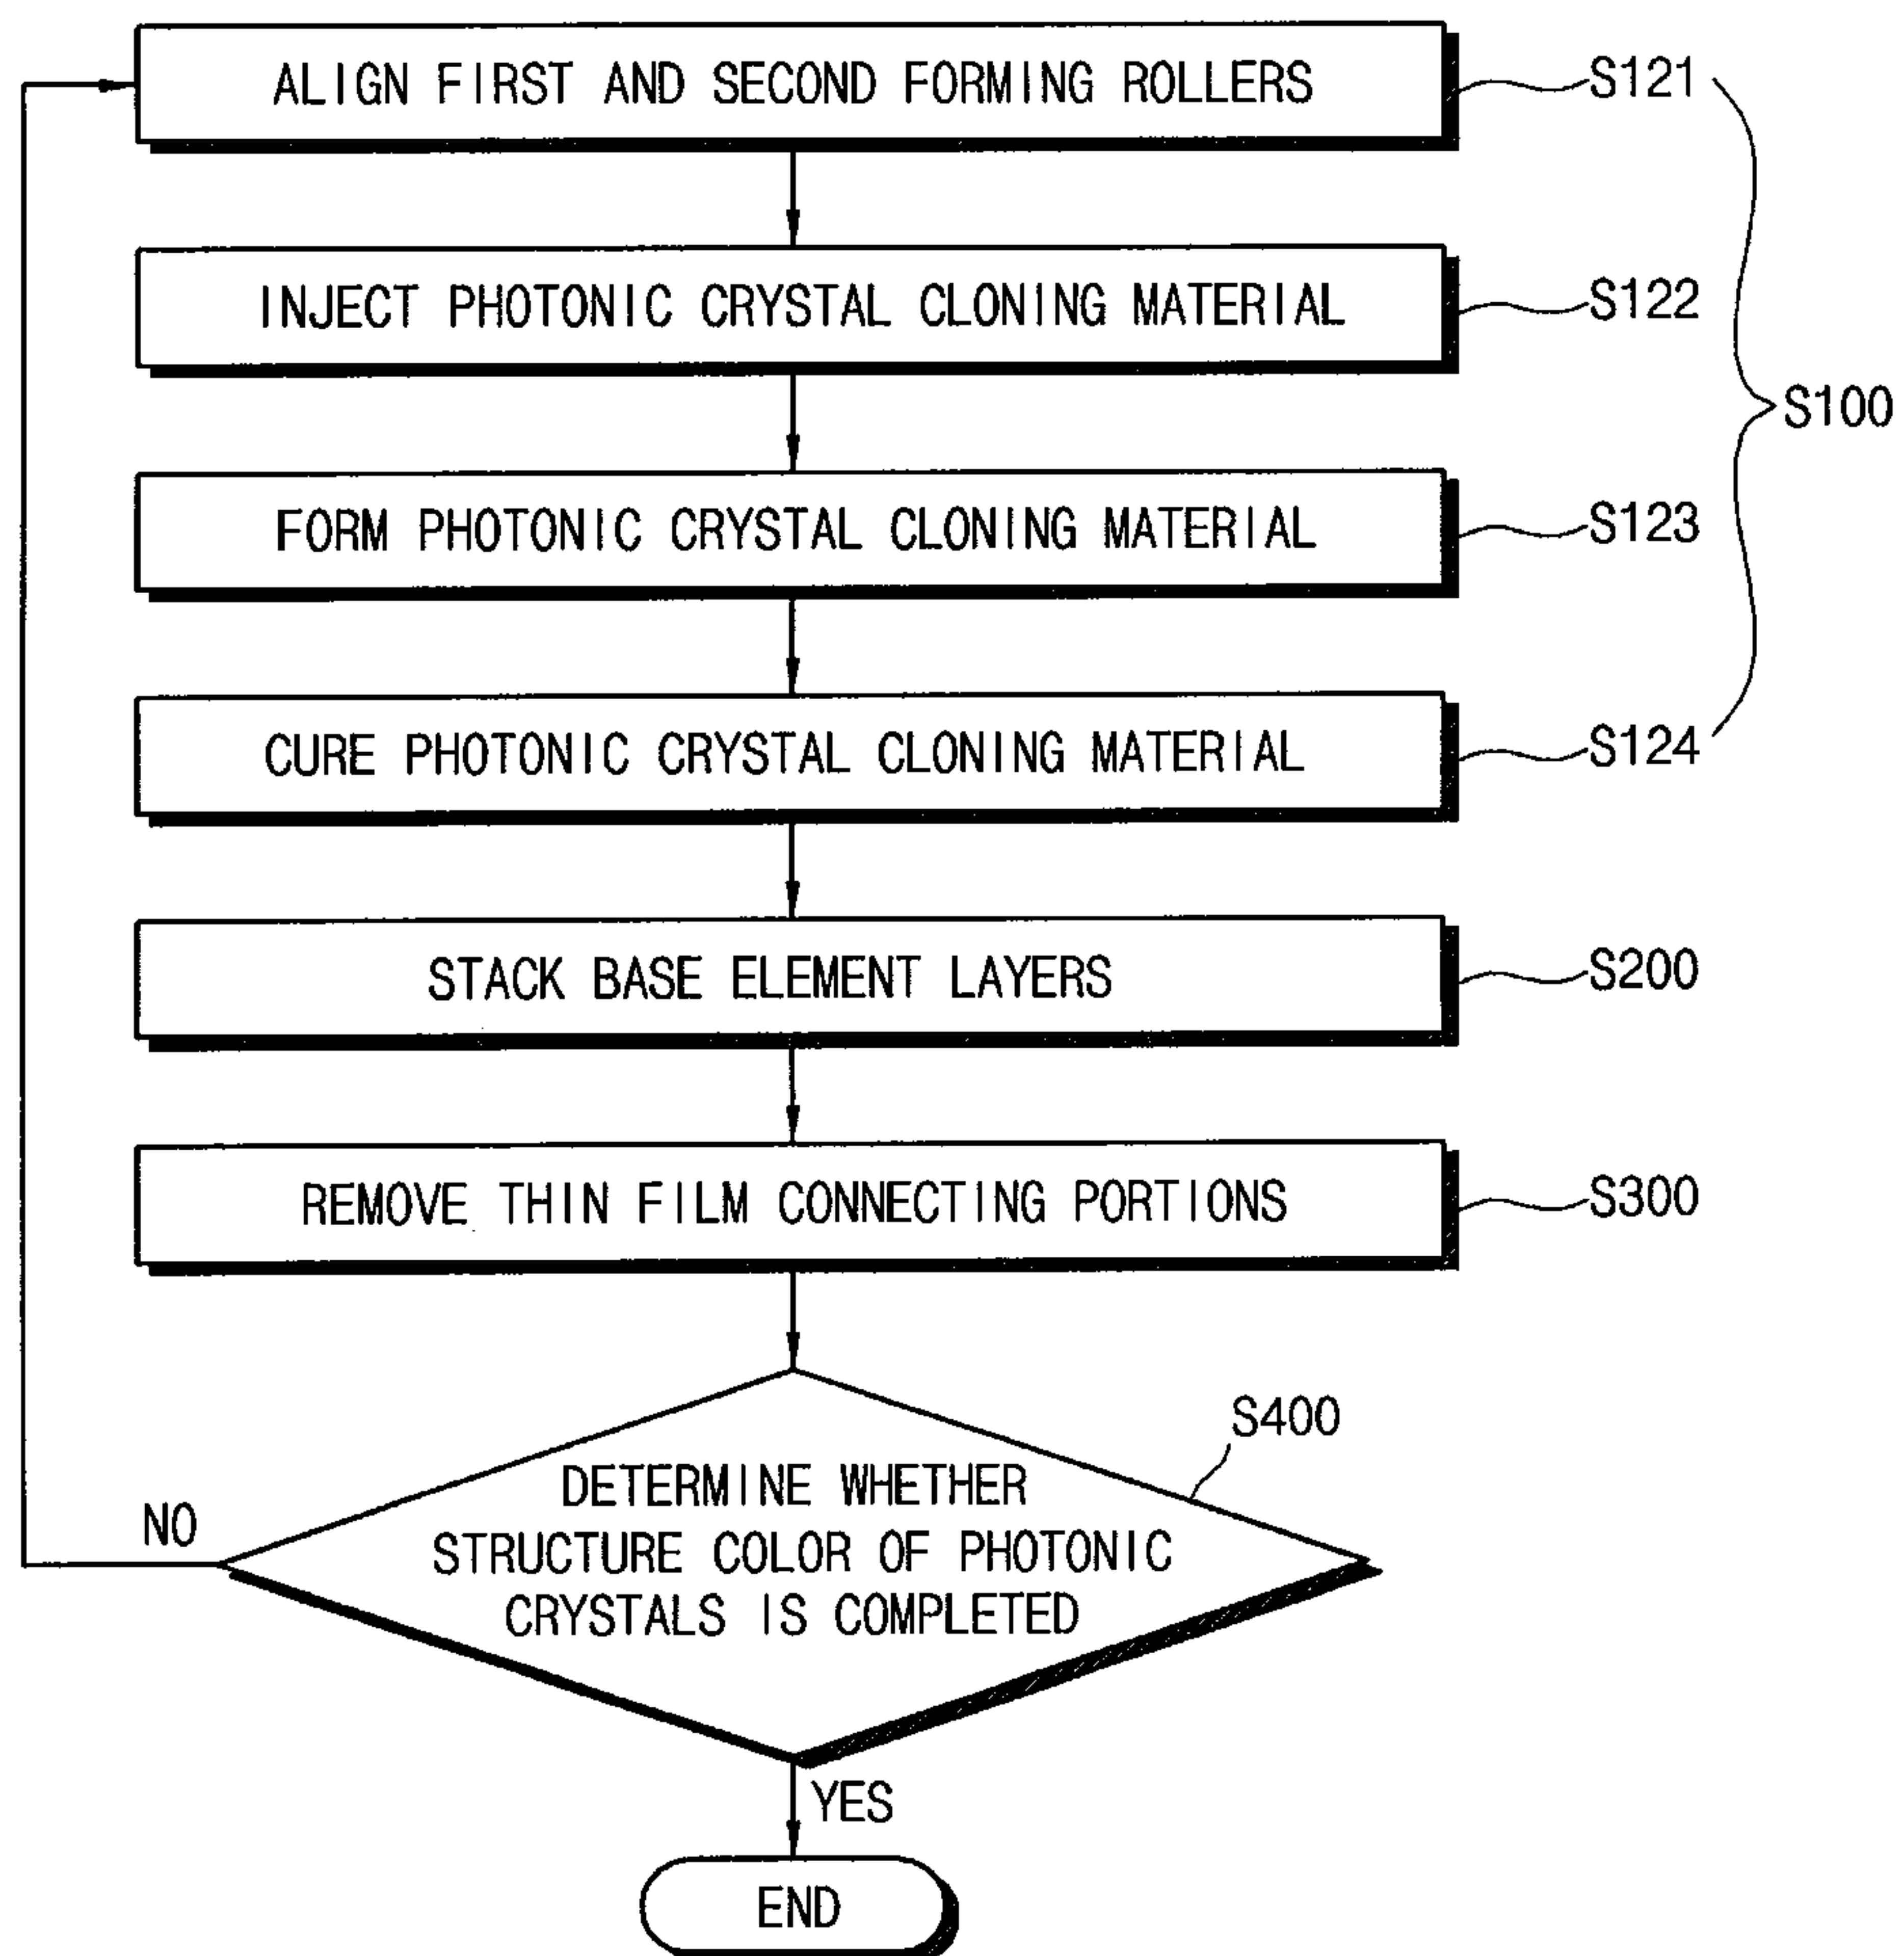 ALIGN FIRST AND SECOND FORMING ROLLERS
S121
INJECT PHOTONIC CRYSTAL CLONING MATERIAL
S122
S100
FORM PHOTONIC CRYSTAL CLONING MATERIAL
S123
CURE PHOTONIC CRYSTAL CLONING MATERIAL
S124
STACK BASE ELEMENT LAYERS
S200
REMOVE THIN FILM CONNECTING PORTIONS
S300
S400
DETERMINE WHETHER
STRUCTURE COLOR OF PHOTONIC
CRYSTALS IS COMPLETED
NO
YES
END